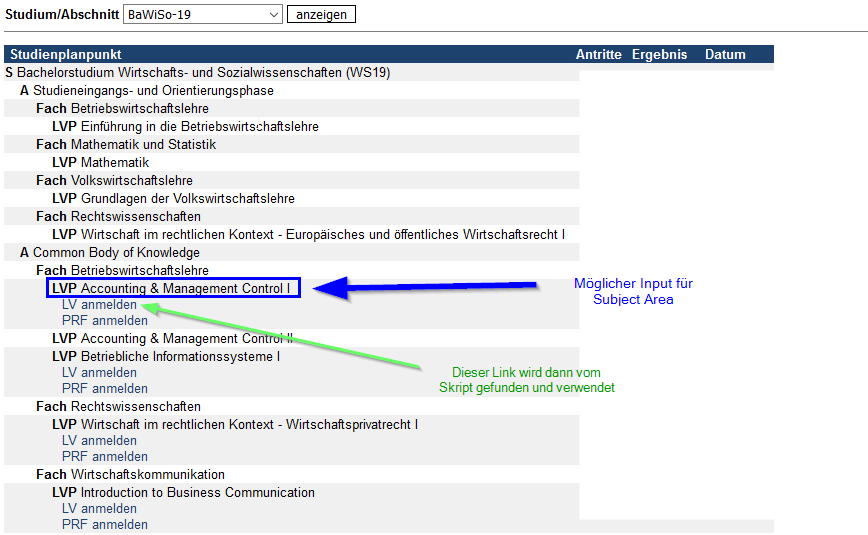 Studium/Abschnitt BaWiSo-19 anzeigen
Studienplanpunkt Antritte Ergebnis Datum
S Bachelorstudium Wirtschafts- und Sozialwissenschaften (WS19)
A Studieneingangs- und Orientierungsphase
Fach Betriebswirtschaftslehre
LVP Einführung in die Betriebswirtschaftslehre
Fach Mathematik und Statistik
LVP Mathematik
Fach Volkswirtschaftslehre
LVP Grundlagen der Volkswirtschaftslehre
Fach Rechtswissenschaften
LVP Wirtschaft im rechtlichen Kontext - Europäisches und öffentliches Wirtschaftsrecht I
A Common Body of Knowledge
Fach Betriebswirtschaftslehre
LVP Accounting & Management Control I
LV anmelden
PRF anmelden
Möglicher Input für
Subject Area
LVP Accounting & Management Control II
LVP Betriebliche Informationssysteme I
LV anmelden
PRF anmelden
Dieser Link wird dann vom
Skript gefunden und verwendet
Fach Rechtswissenschaften
LVP Wirtschaft im rechtlichen Kontext - Wirtschaftsprivatrecht I
LV anmelden
PRF anmelden
Fach Wirtschaftskommunikation
LVP Introduction to Business Communication
LV anmelden
PRF anmelden